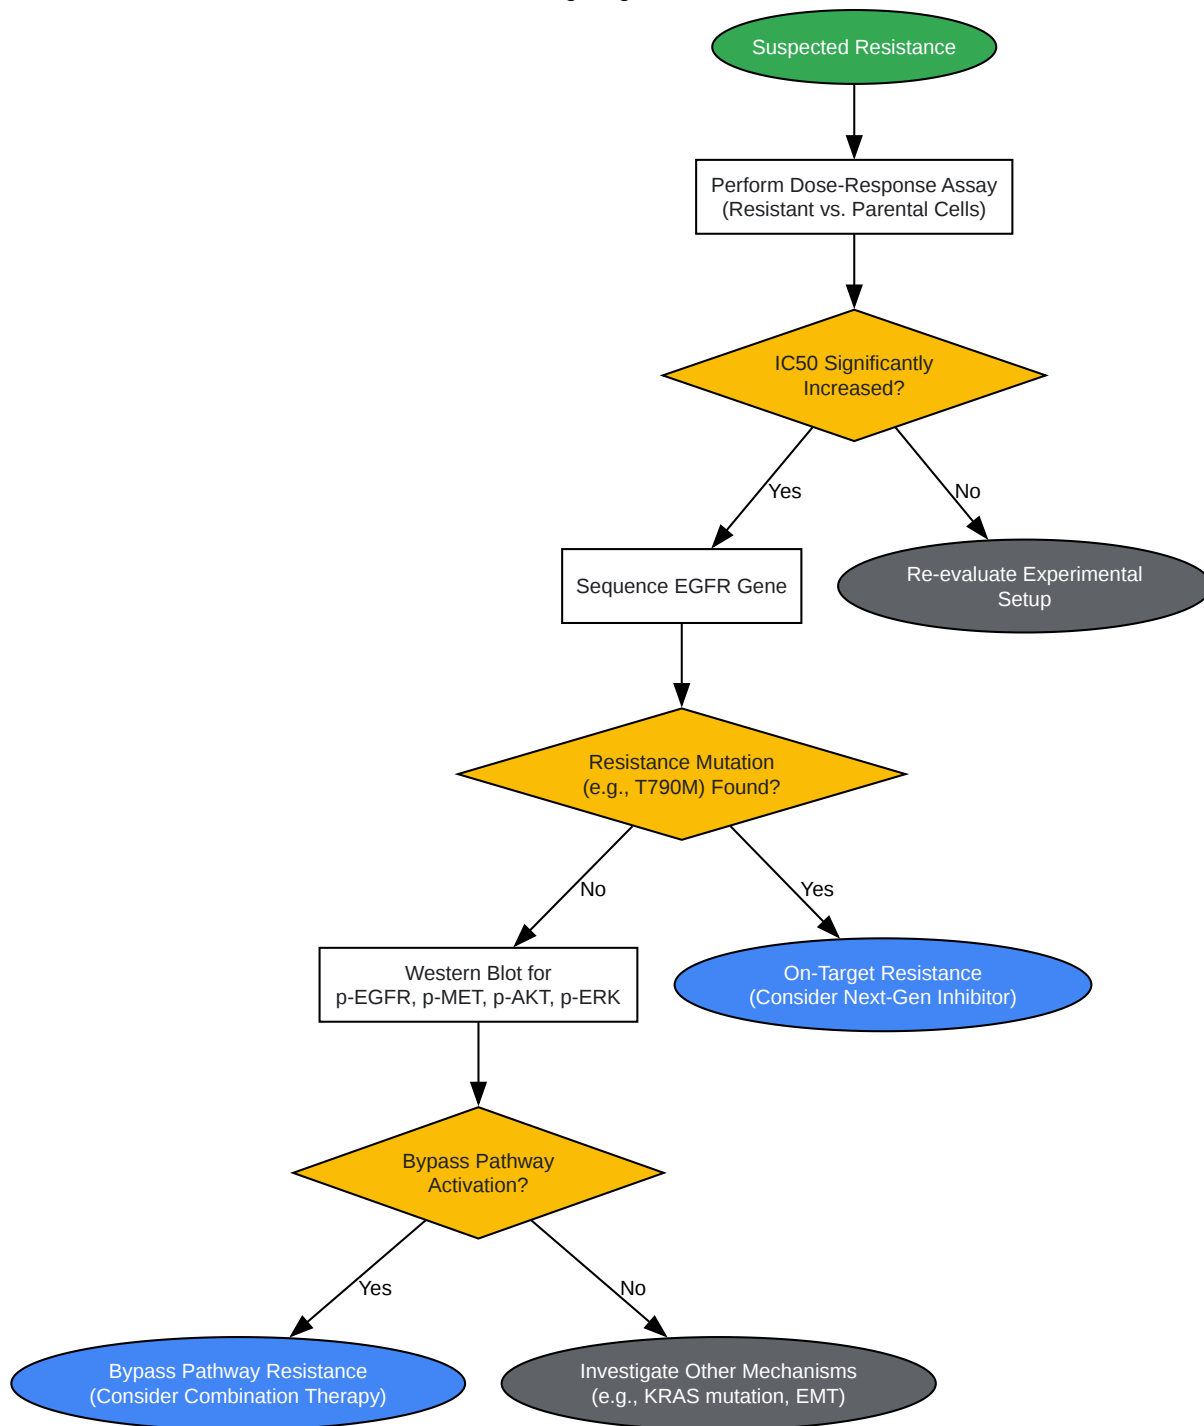 Suspected Resistance
Perform Dose-Response Assay
(Resistant vs. Parental Cells)
IC50 Significantly
Increased?
Yes
No
Sequence EGFR Gene
Re-evaluate Experimental
Setup
Resistance Mutation
(e.g., T790M) Found?
No
Yes
Western Blot for
p-EGFR, p-MET, p-AKT, p-ERK
On-Target Resistance
(Consider Next-Gen Inhibitor)
Bypass Pathway
Activation?
Yes
No
Bypass Pathway Resistance
(Consider Combination Therapy)
Investigate Other Mechanisms
(e.g., KRAS mutation, EMT)